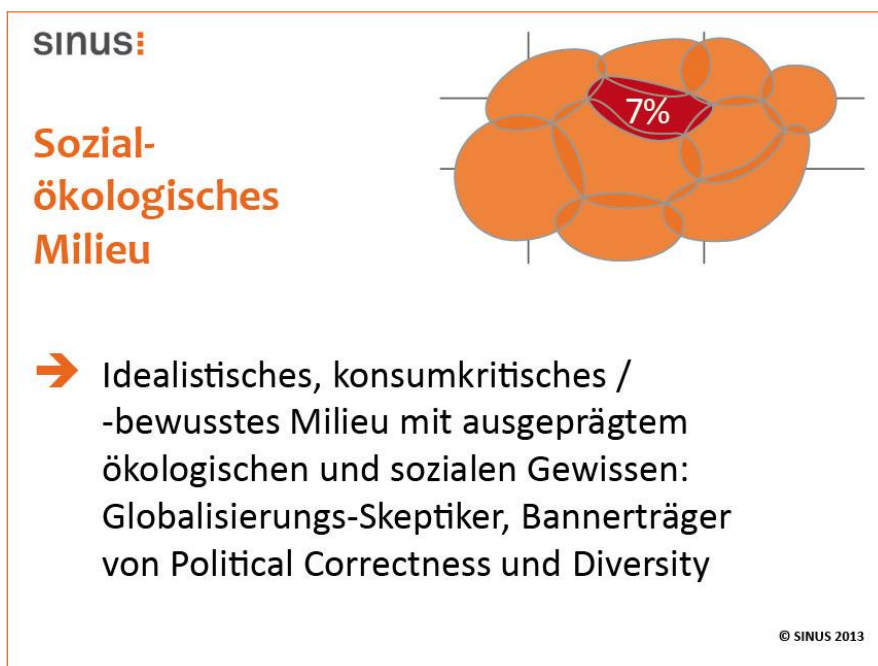 sinus:
7%
Sozial-
ökologisches
Milieu
➔ Idealistisches, konsumkritisches /
-bewusstes Milieu mit ausgeprägtem
ökologischen und sozialen Gewissen:
Globalisierungs-Skeptiker, Bannerträger
von Political Correctness und Diversity
© SINUS 2013